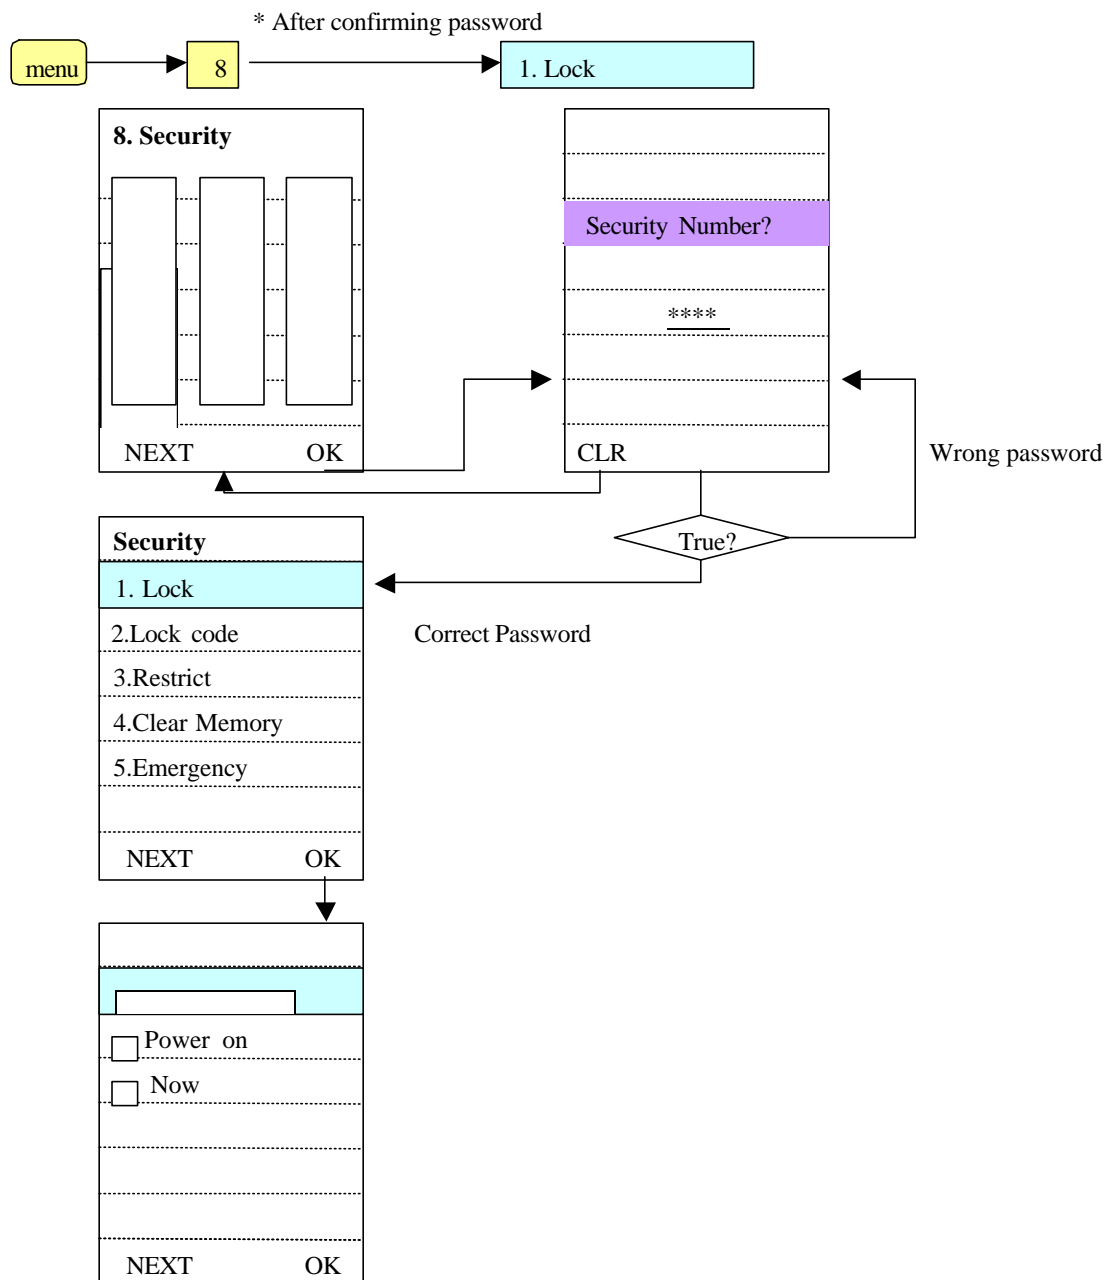 * After confirming password
menu
8
1. Lock
8. Security
NEXT OK
Security Number?
****
CLR
Wrong password
True?
Correct Password
Security
1. Lock
2.Lock code
3.Restrict
4.Clear Memory
5.Emergency
NEXT OK
Power on
Now
NEXT OK